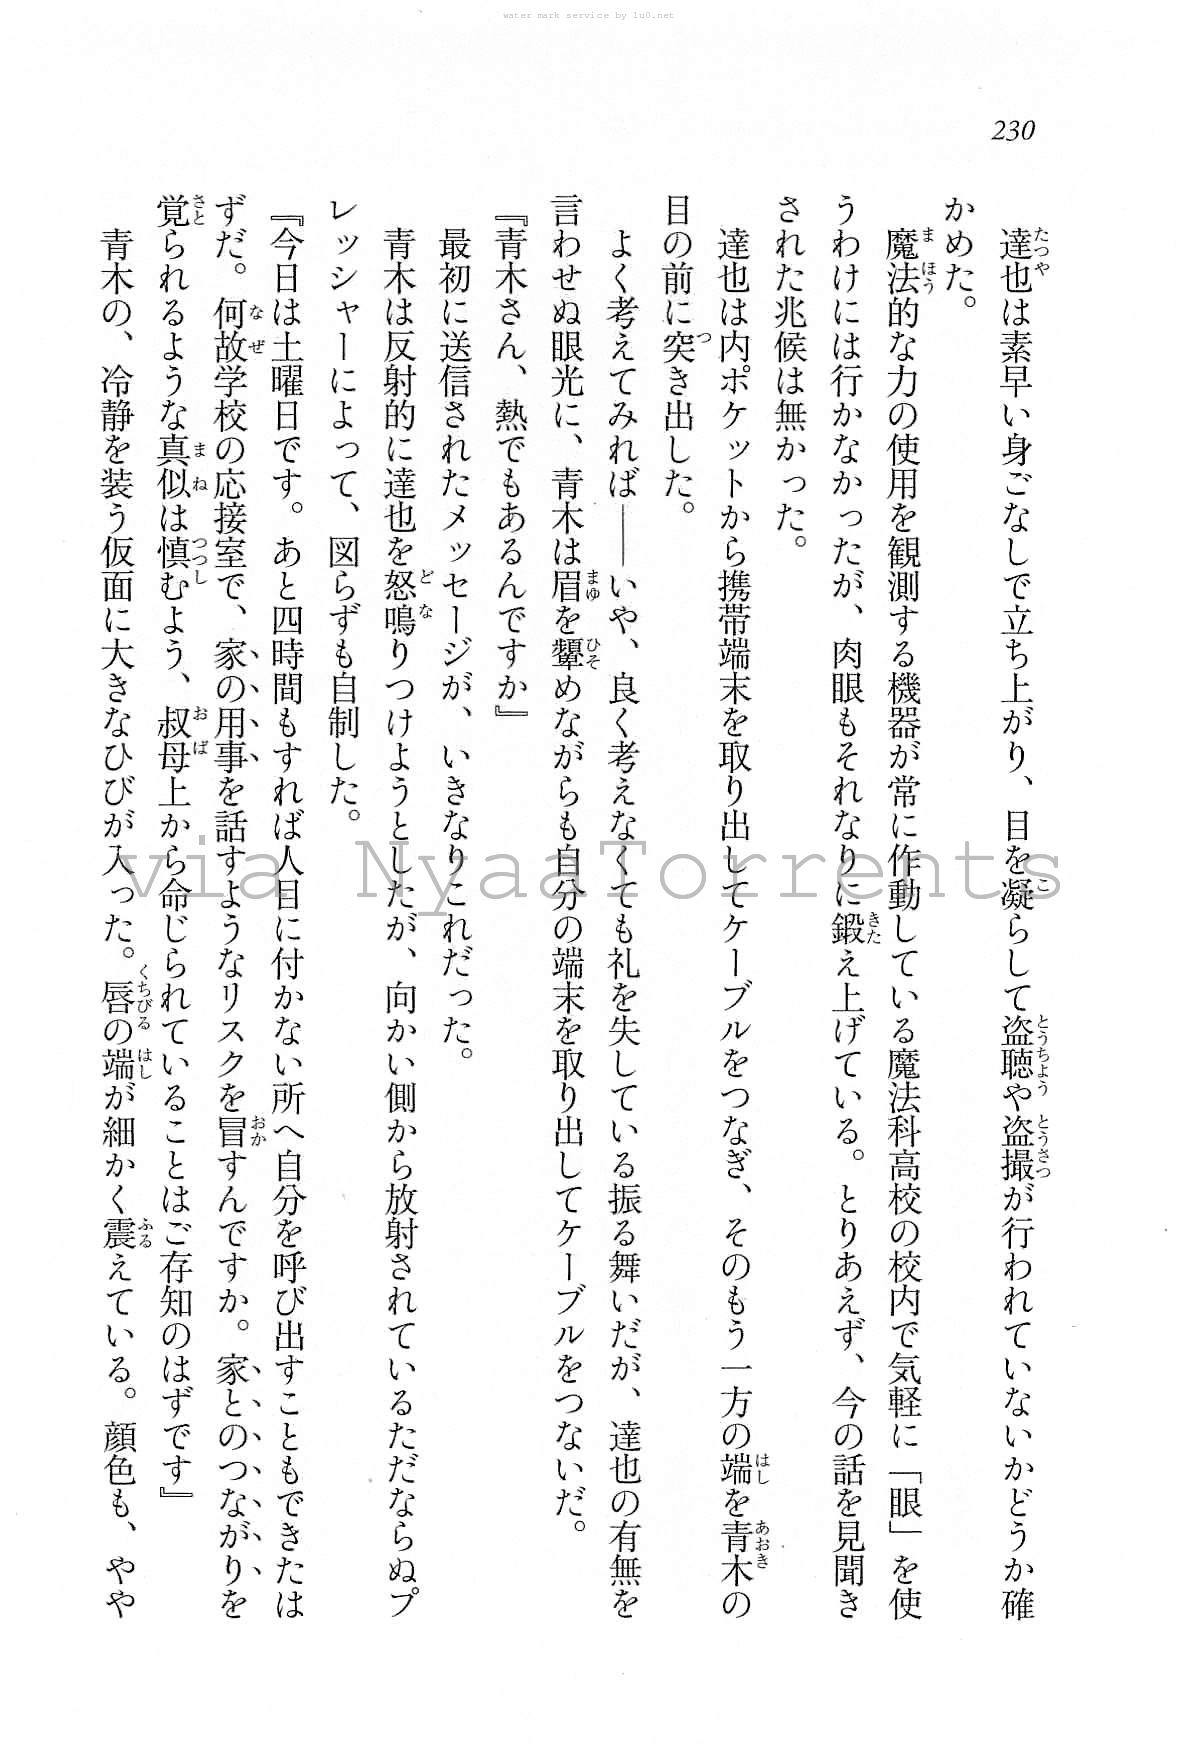 water mark service by 1u0.net
230
達也は素早い身ごなしで立ち上がり、目を凝らして盗聴や盗撮が行われていないかどうか確
かめた。
魔法的な力の使用を観測する機器が常に作動している魔法科高校の校内で気軽に「眼」を使
うわけには行かなかったが、肉眼もそれなりに鍛え上げている。とりあえず、今の話を見聞き
された兆候は無かった。
達也は内ポケットから携帯端末を取り出してケーブルをつなぎ、そのもう一方の端を青木の
目の前に突き出した。
よく考えてみれば――いや、良く考えなくても礼を失している振る舞いだが、達也の有無を
言わせぬ眼光に、青木は眉を顰めながらも自分の端末を取り出してケーブルをつないだ。
『青木さん、熱でもあるんですか』
最初に送信されたメッセージが、いきなりこれだった。
青木は反射的に達也を怒鳴りつけようとしたが、向かい側から放射されているただならぬプ
レッシャーによって、図らずも自制した。
『今日は土曜日です。あと四時間もすれば人目に付かない所へ自分を呼び出すこともできたは
ずだ。何故学校の応接室で、家の用事を話すようなリスクを冒すんですか。家とのつながりを
覚られるような真似は慎むよう、叔母上から命じられていることはご存知のはずです』
青木の、冷静を装う仮面に大きなひびが入った。唇の端が細かく震えている。顔色も、やや
via NyaaTorrents